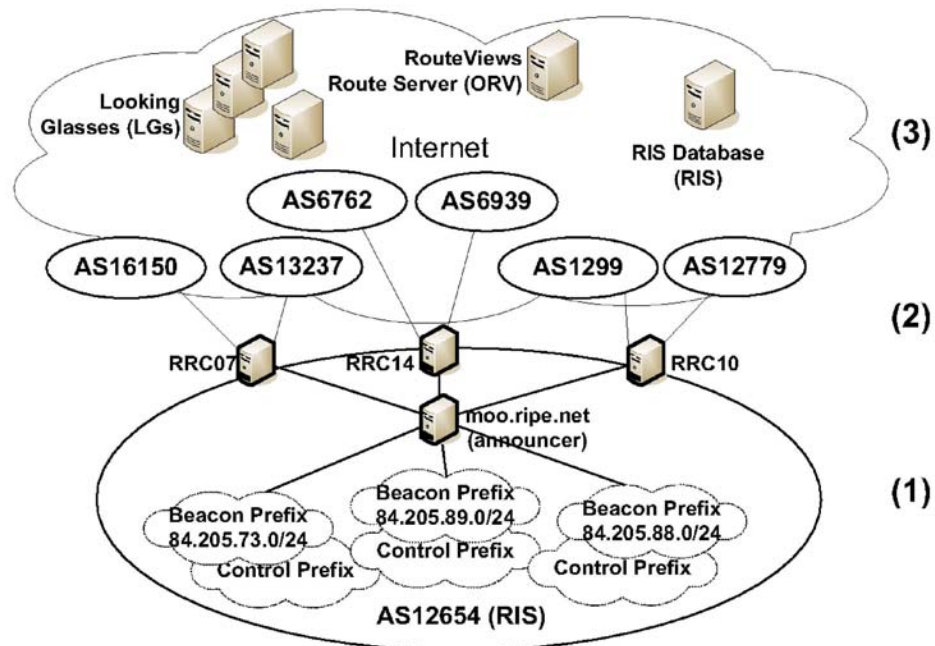 RouteViews
Route Server (ORV)
Looking
Glasses (LGs)
Internet
RIS Database
(RIS)
(3)
AS6762
AS6939
AS16150
AS13237
AS1299
AS12779
(2)
RRC07
RRC14
RRC10
moo.ripe.net
(announcer)
(1)
Beacon Prefix
84.205.73.0/24
Control Prefix
Beacon Prefix
84.205.89.0/24
Control Prefix
Beacon Prefix
84.205.88.0/24
Control Prefix
AS12654 (RIS)